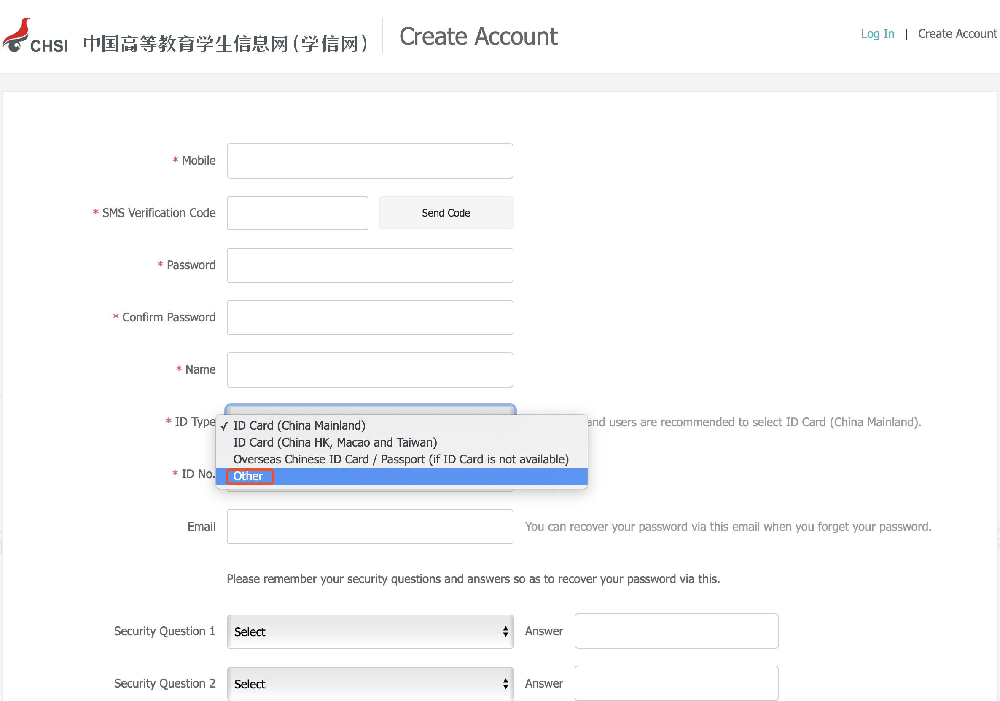 CHSI 中国高等教育学生信息网(学信网) Create Account Log In | Create Account
* Mobile
* SMS Verification Code Send Code
* Password
* Confirm Password
* Name
* ID Type and users are recommended to select ID Card (China Mainland).
✓ ID Card (China Mainland)
ID Card (China HK, Macao and Taiwan)
Overseas Chinese ID Card / Passport (if ID Card is not available)
* ID No. Other
Email You can recover your password via this email when you forget your password.
Please remember your security questions and answers so as to recover your password via this.
Security Question 1 Select Answer
Security Question 2 Select Answer